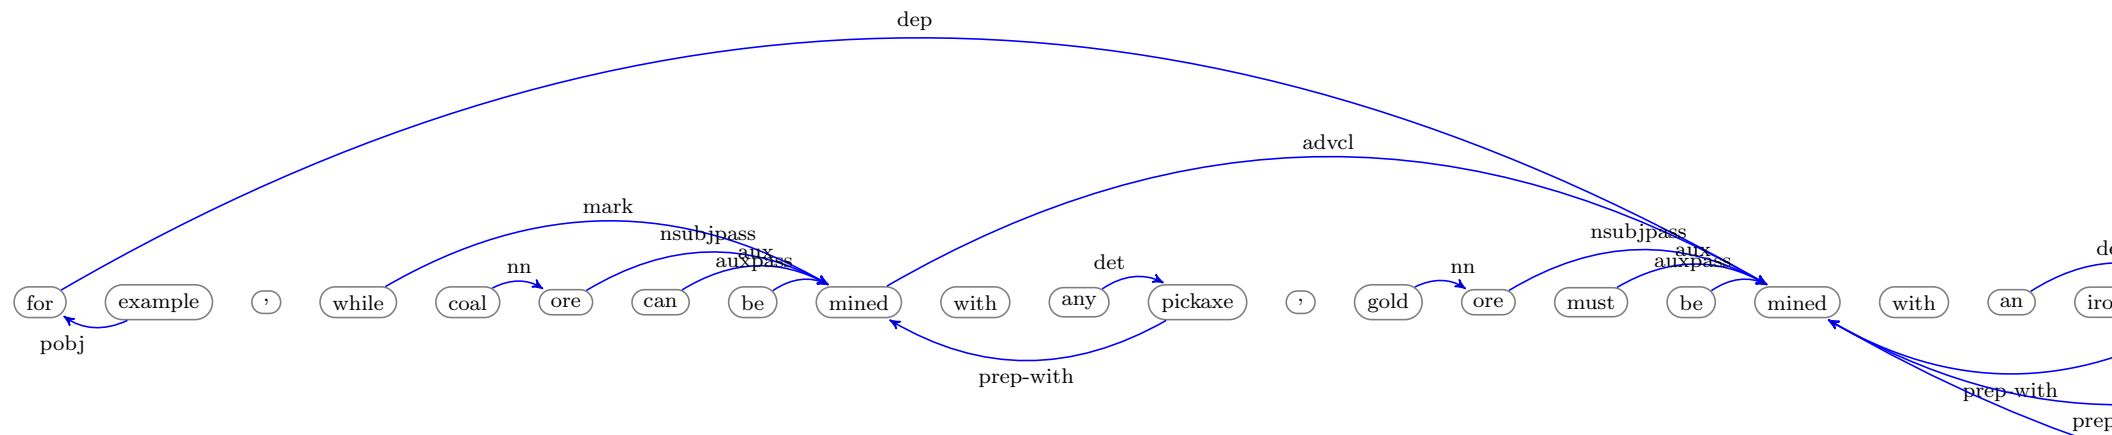 dep
advcl
mark
nsubjpass
nsubjpass
aux
aux
auxpass
auxpass
nn
det
nn
for example , while coal ore can be mined with any pickaxe , gold ore must be mined with an
pobj
prep-with
prep-with